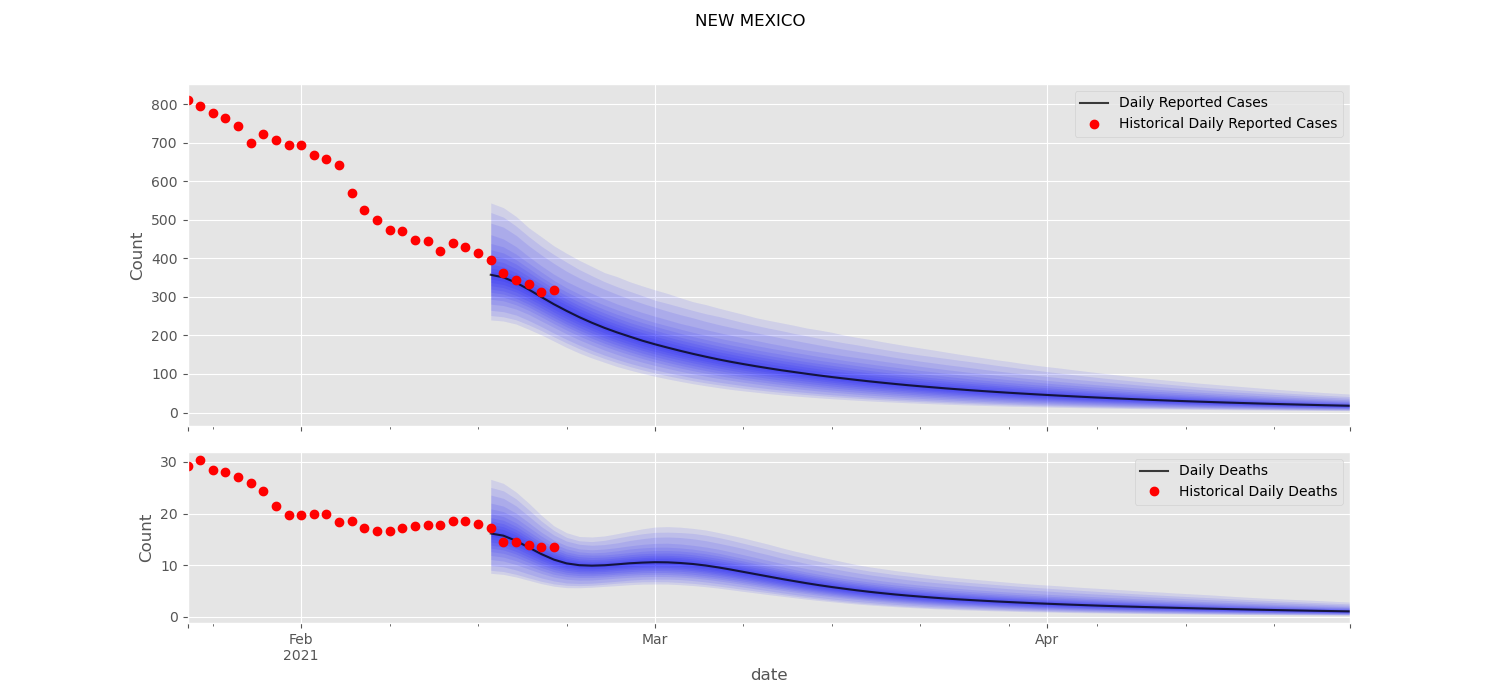 NEW MEXICO
Daily Reported Cases
Historical Daily Reported Cases
800
700
600
500
400
300
200
100
0
Count
Daily Deaths
Historical Daily Deaths
30
20
10
0
Count
Feb Mar Apr
2021
date